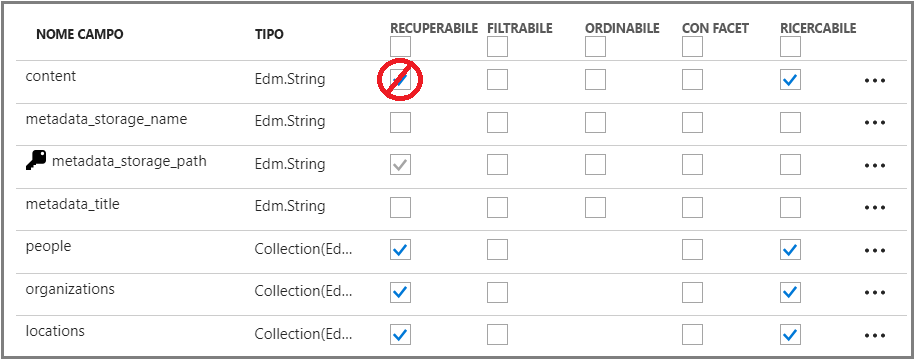 NOME CAMPO TIPO RECUPERABILE FILTRABILE ORDINABILE CON FACET RICERCABILE
content Edm.String
metadata_storage_name Edm.String
metadata_storage_path Edm.String
metadata_title Edm.String
people Collection(Ed...
organizations Collection(Ed...
locations Collection(Ed...